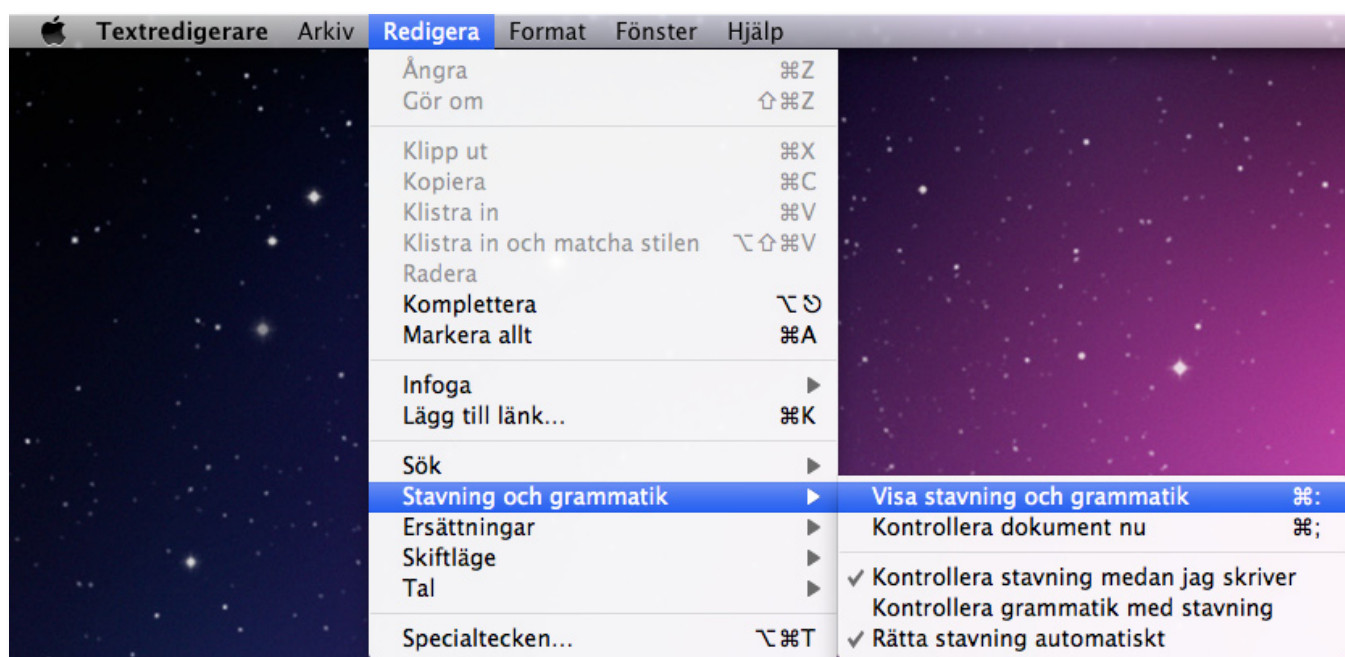 Textredigerare Arkiv Redigera Format Fönster Hjälp
Ångra ⌘Z
Gör om ⇧⌘Z
Klipp ut ⌘X
Kopiera ⌘C
Klistra in ⌘V
Klistra in och matcha stilen ⌥⇧⌘V
Radera
Komplettera ⌥⎋
Markera allt ⌘A
Infoga
Lägg till länk... ⌘K
Sök
Stavning och grammatik
Ersättningar
Skiftläge
Tal
Specialtecken... ⌥⌘T
Visa stavning och grammatik ⌘:
Kontrollera dokument nu ⌘;
✓ Kontrollera stavning medan jag skriver
Kontrollera grammatik med stavning
✓ Rätta stavning automatiskt